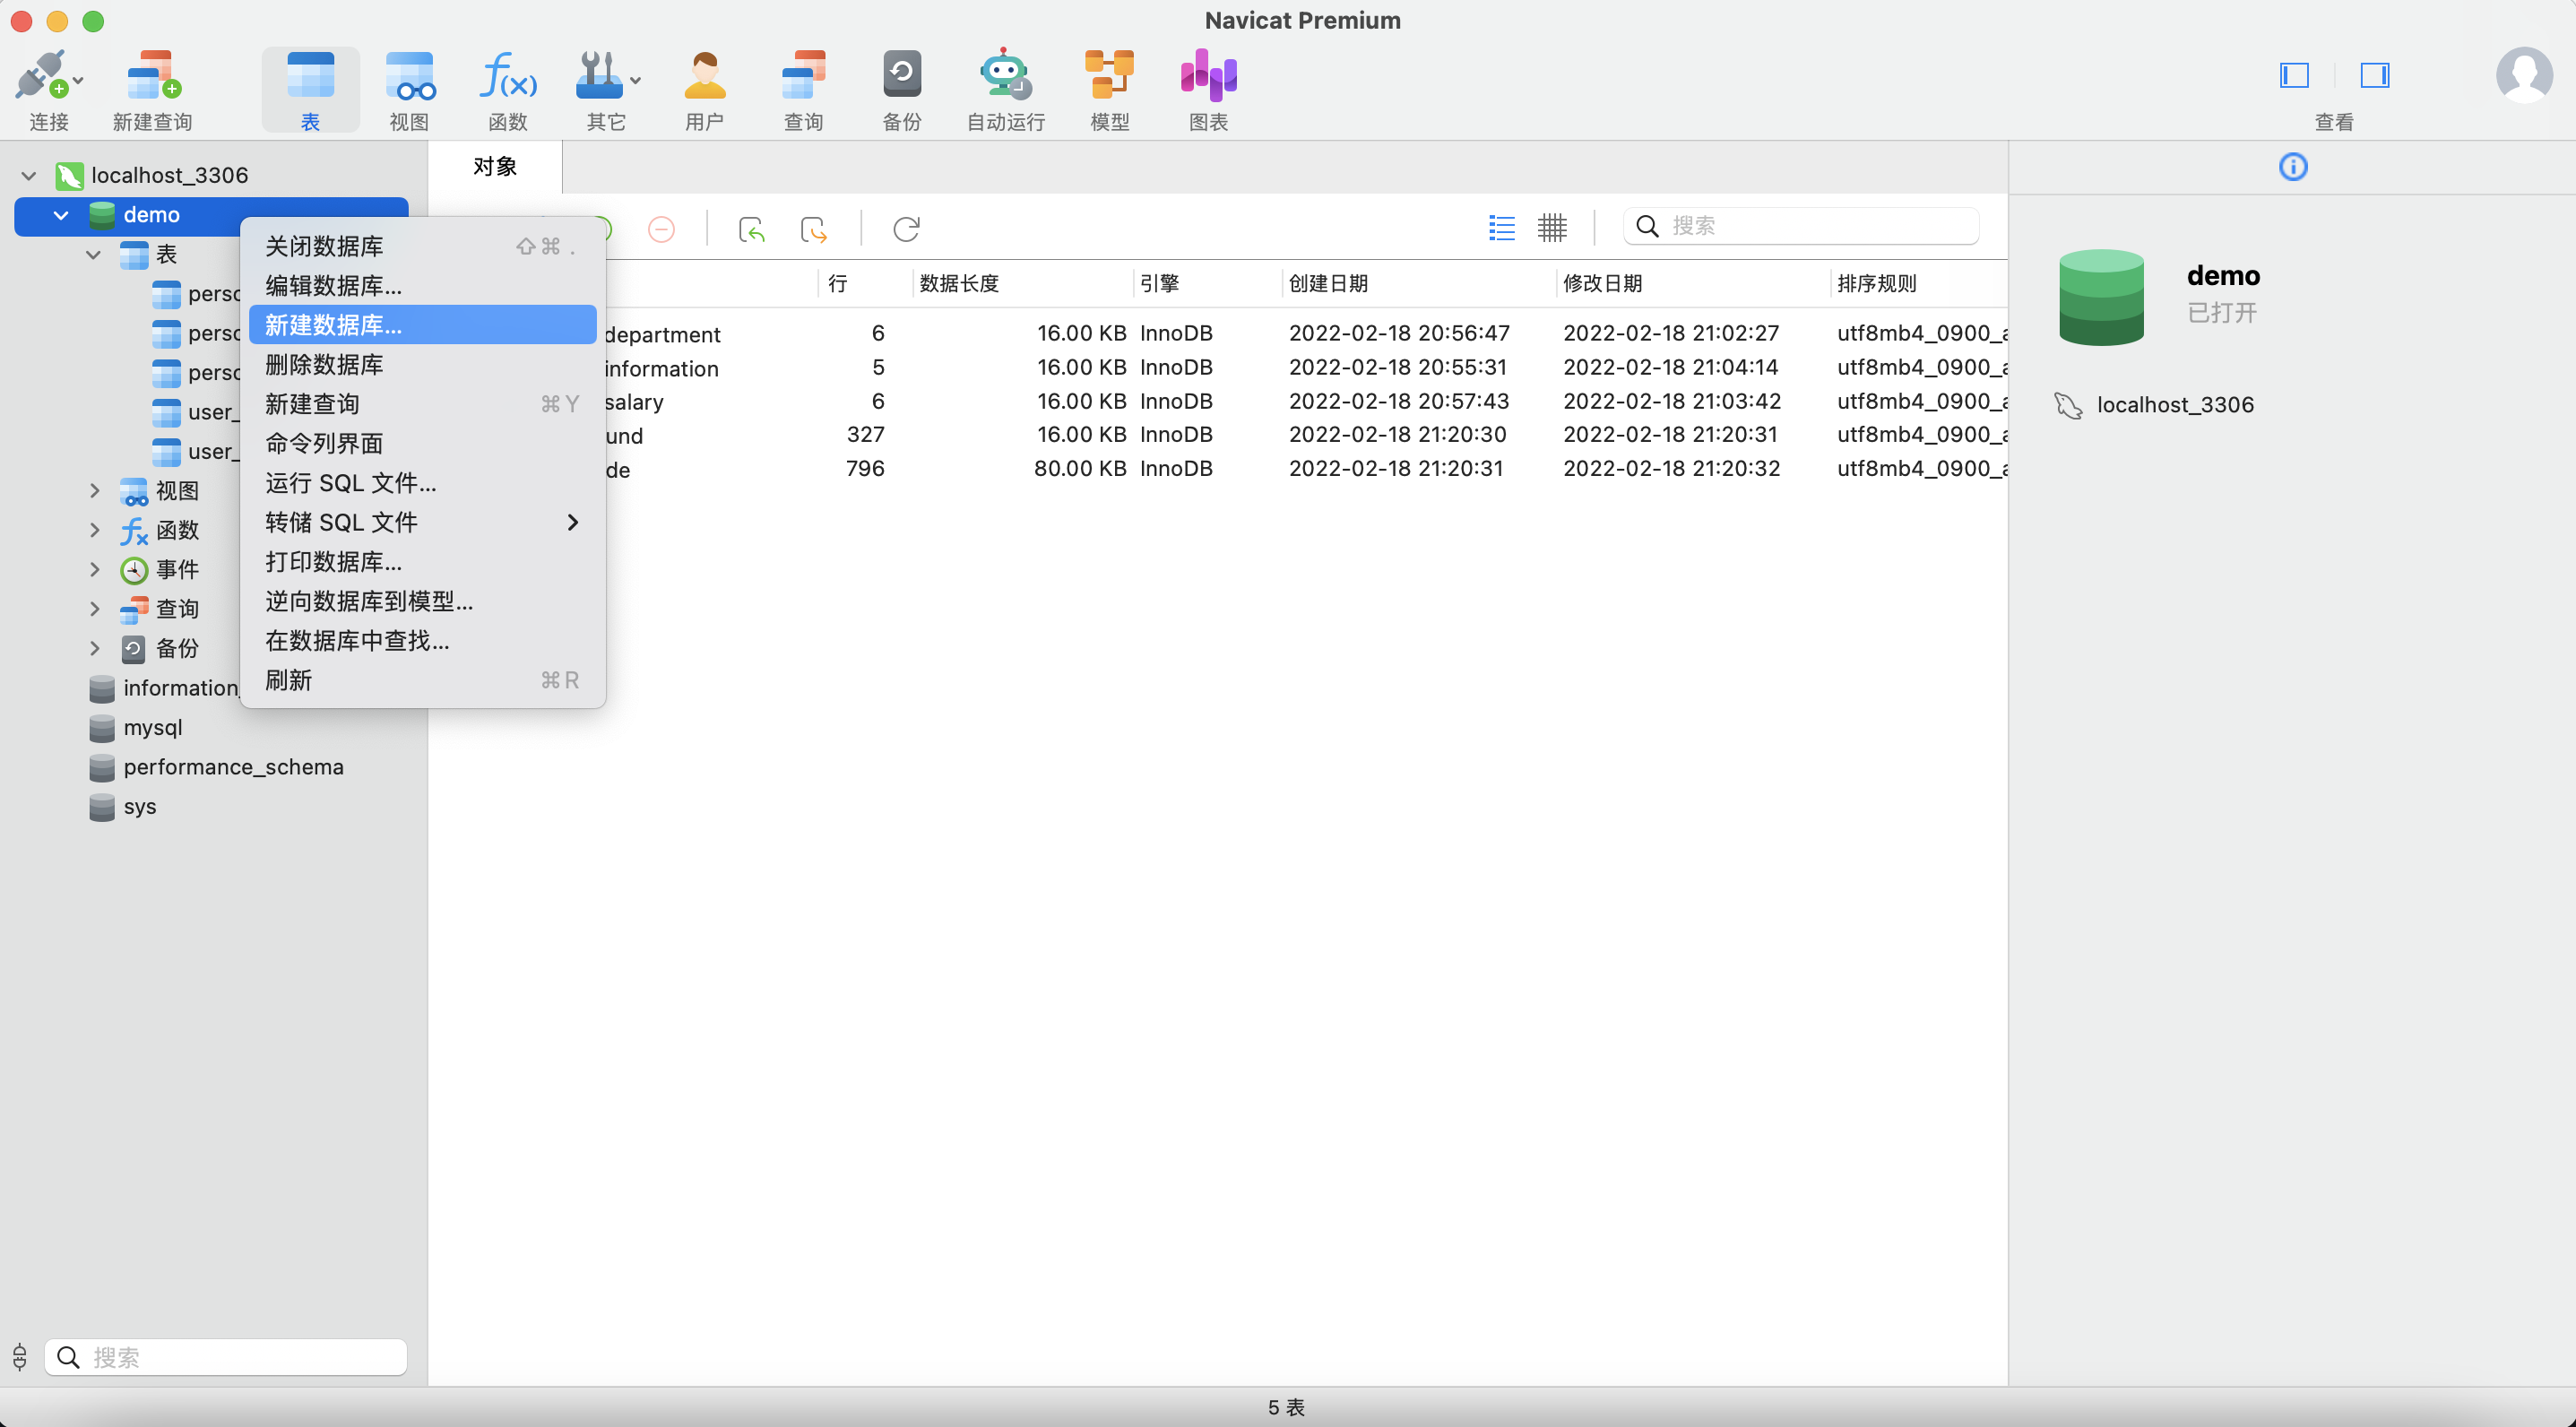 Navicat Premium
连接
新建查询
表
视图
函数
其它
用户
查询
备份
自动运行
模型
图表
查看
localhost_3306
demo
表
视图
函数
事件
查询
备份
mysql
performance_schema
sys
搜索
关闭数据库 ⇧⌘ .
编辑数据库...
新建数据库...
删除数据库
新建查询 ⌘Y
命令列界面
运行 SQL 文件...
转储 SQL 文件
打印数据库...
逆向数据库到模型...
在数据库中查找...
刷新 ⌘R
对象
搜索
行 数据长度 引擎 创建日期 修改日期 排序规则
department 6 16.00 KB InnoDB 2022-02-18 20:56:47 2022-02-18 21:02:27 utf8mb4_0900_
information 5 16.00 KB InnoDB 2022-02-18 20:55:31 2022-02-18 21:04:14 utf8mb4_0900_
salary 6 16.00 KB InnoDB 2022-02-18 20:57:43 2022-02-18 21:03:42 utf8mb4_0900_
und 327 16.00 KB InnoDB 2022-02-18 21:20:30 2022-02-18 21:20:31 utf8mb4_0900_
de 796 80.00 KB InnoDB 2022-02-18 21:20:31 2022-02-18 21:20:32 utf8mb4_0900_
demo
已打开
localhost_3306
5 表